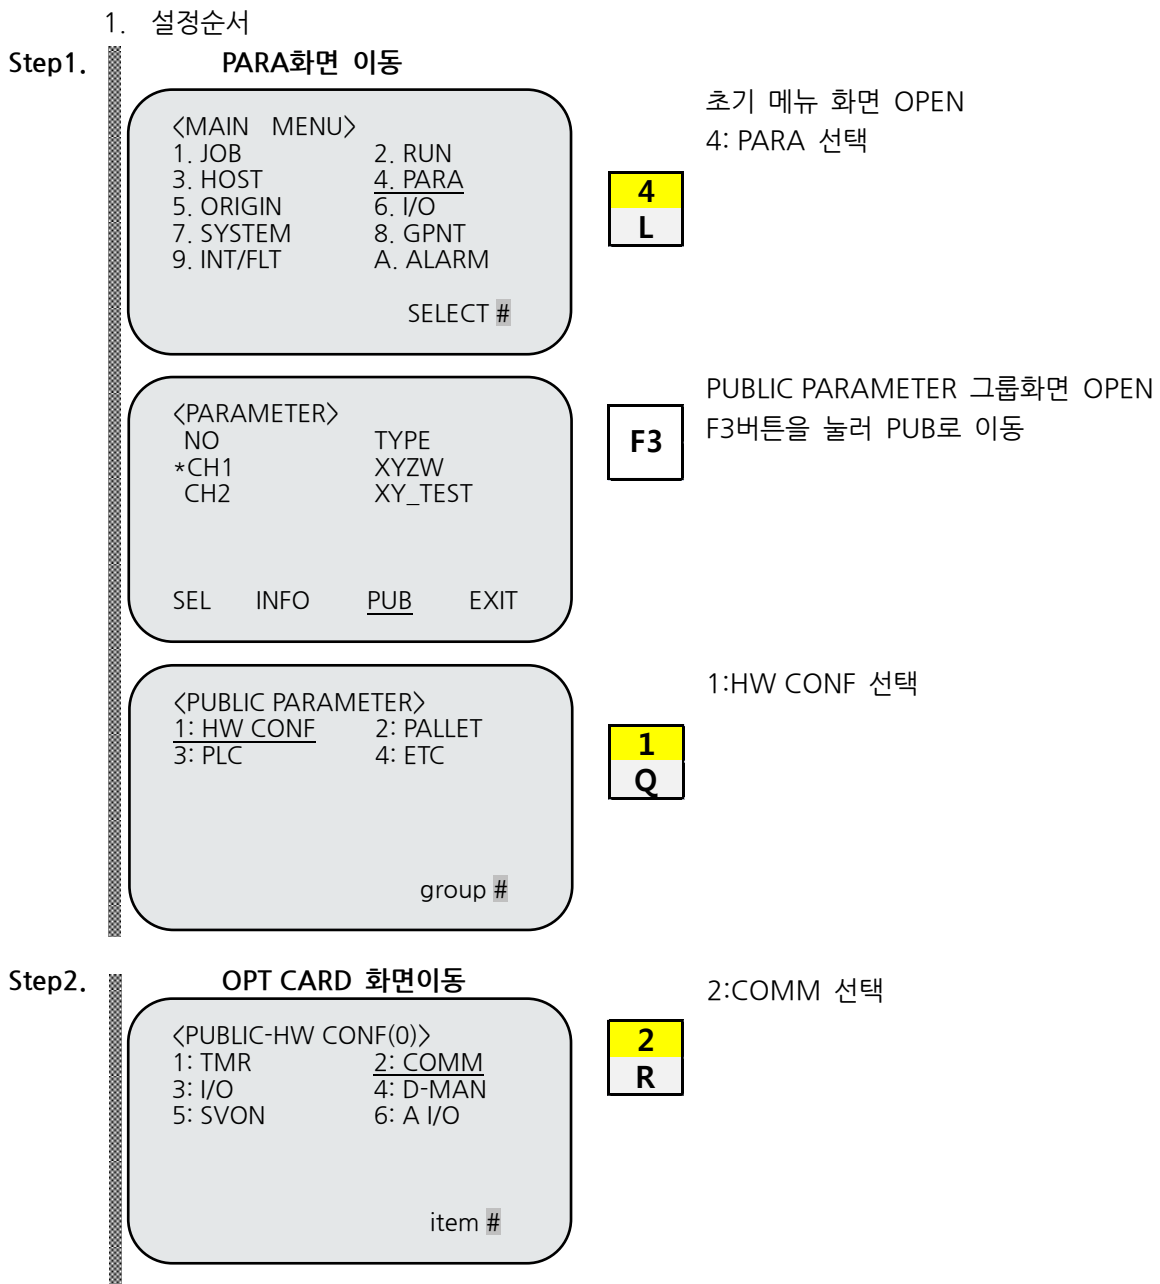 1. 설정순서
Step1. PARA화면 이동
초기 메뉴 화면 OPEN
4: PARA 선택
<MAIN MENU>
1. JOB 2. RUN
3. HOST 4. PARA
5. ORIGIN 6. I/O
7. SYSTEM 8. GPNT
9. INT/FLT A. ALARM
SELECT #
4
L
PUBLIC PARAMETER 그룹화면 OPEN
F3버튼을 눌러 PUB로 이동
<PARAMETER>
NO TYPE
*CH1 XYZW
CH2 XY_TEST
SEL INFO PUB EXIT
F3
1:HW CONF 선택
<PUBLIC PARAMETER>
1: HW CONF 2: PALLET
3: PLC 4: ETC
group #
1
Q
Step2. OPT CARD 화면이동
2:COMM 선택
<PUBLIC-HW CONF(0)>
1: TMR 2: COMM
3: I/O 4: D-MAN
5: SVON 6: A I/O
item #
2
R